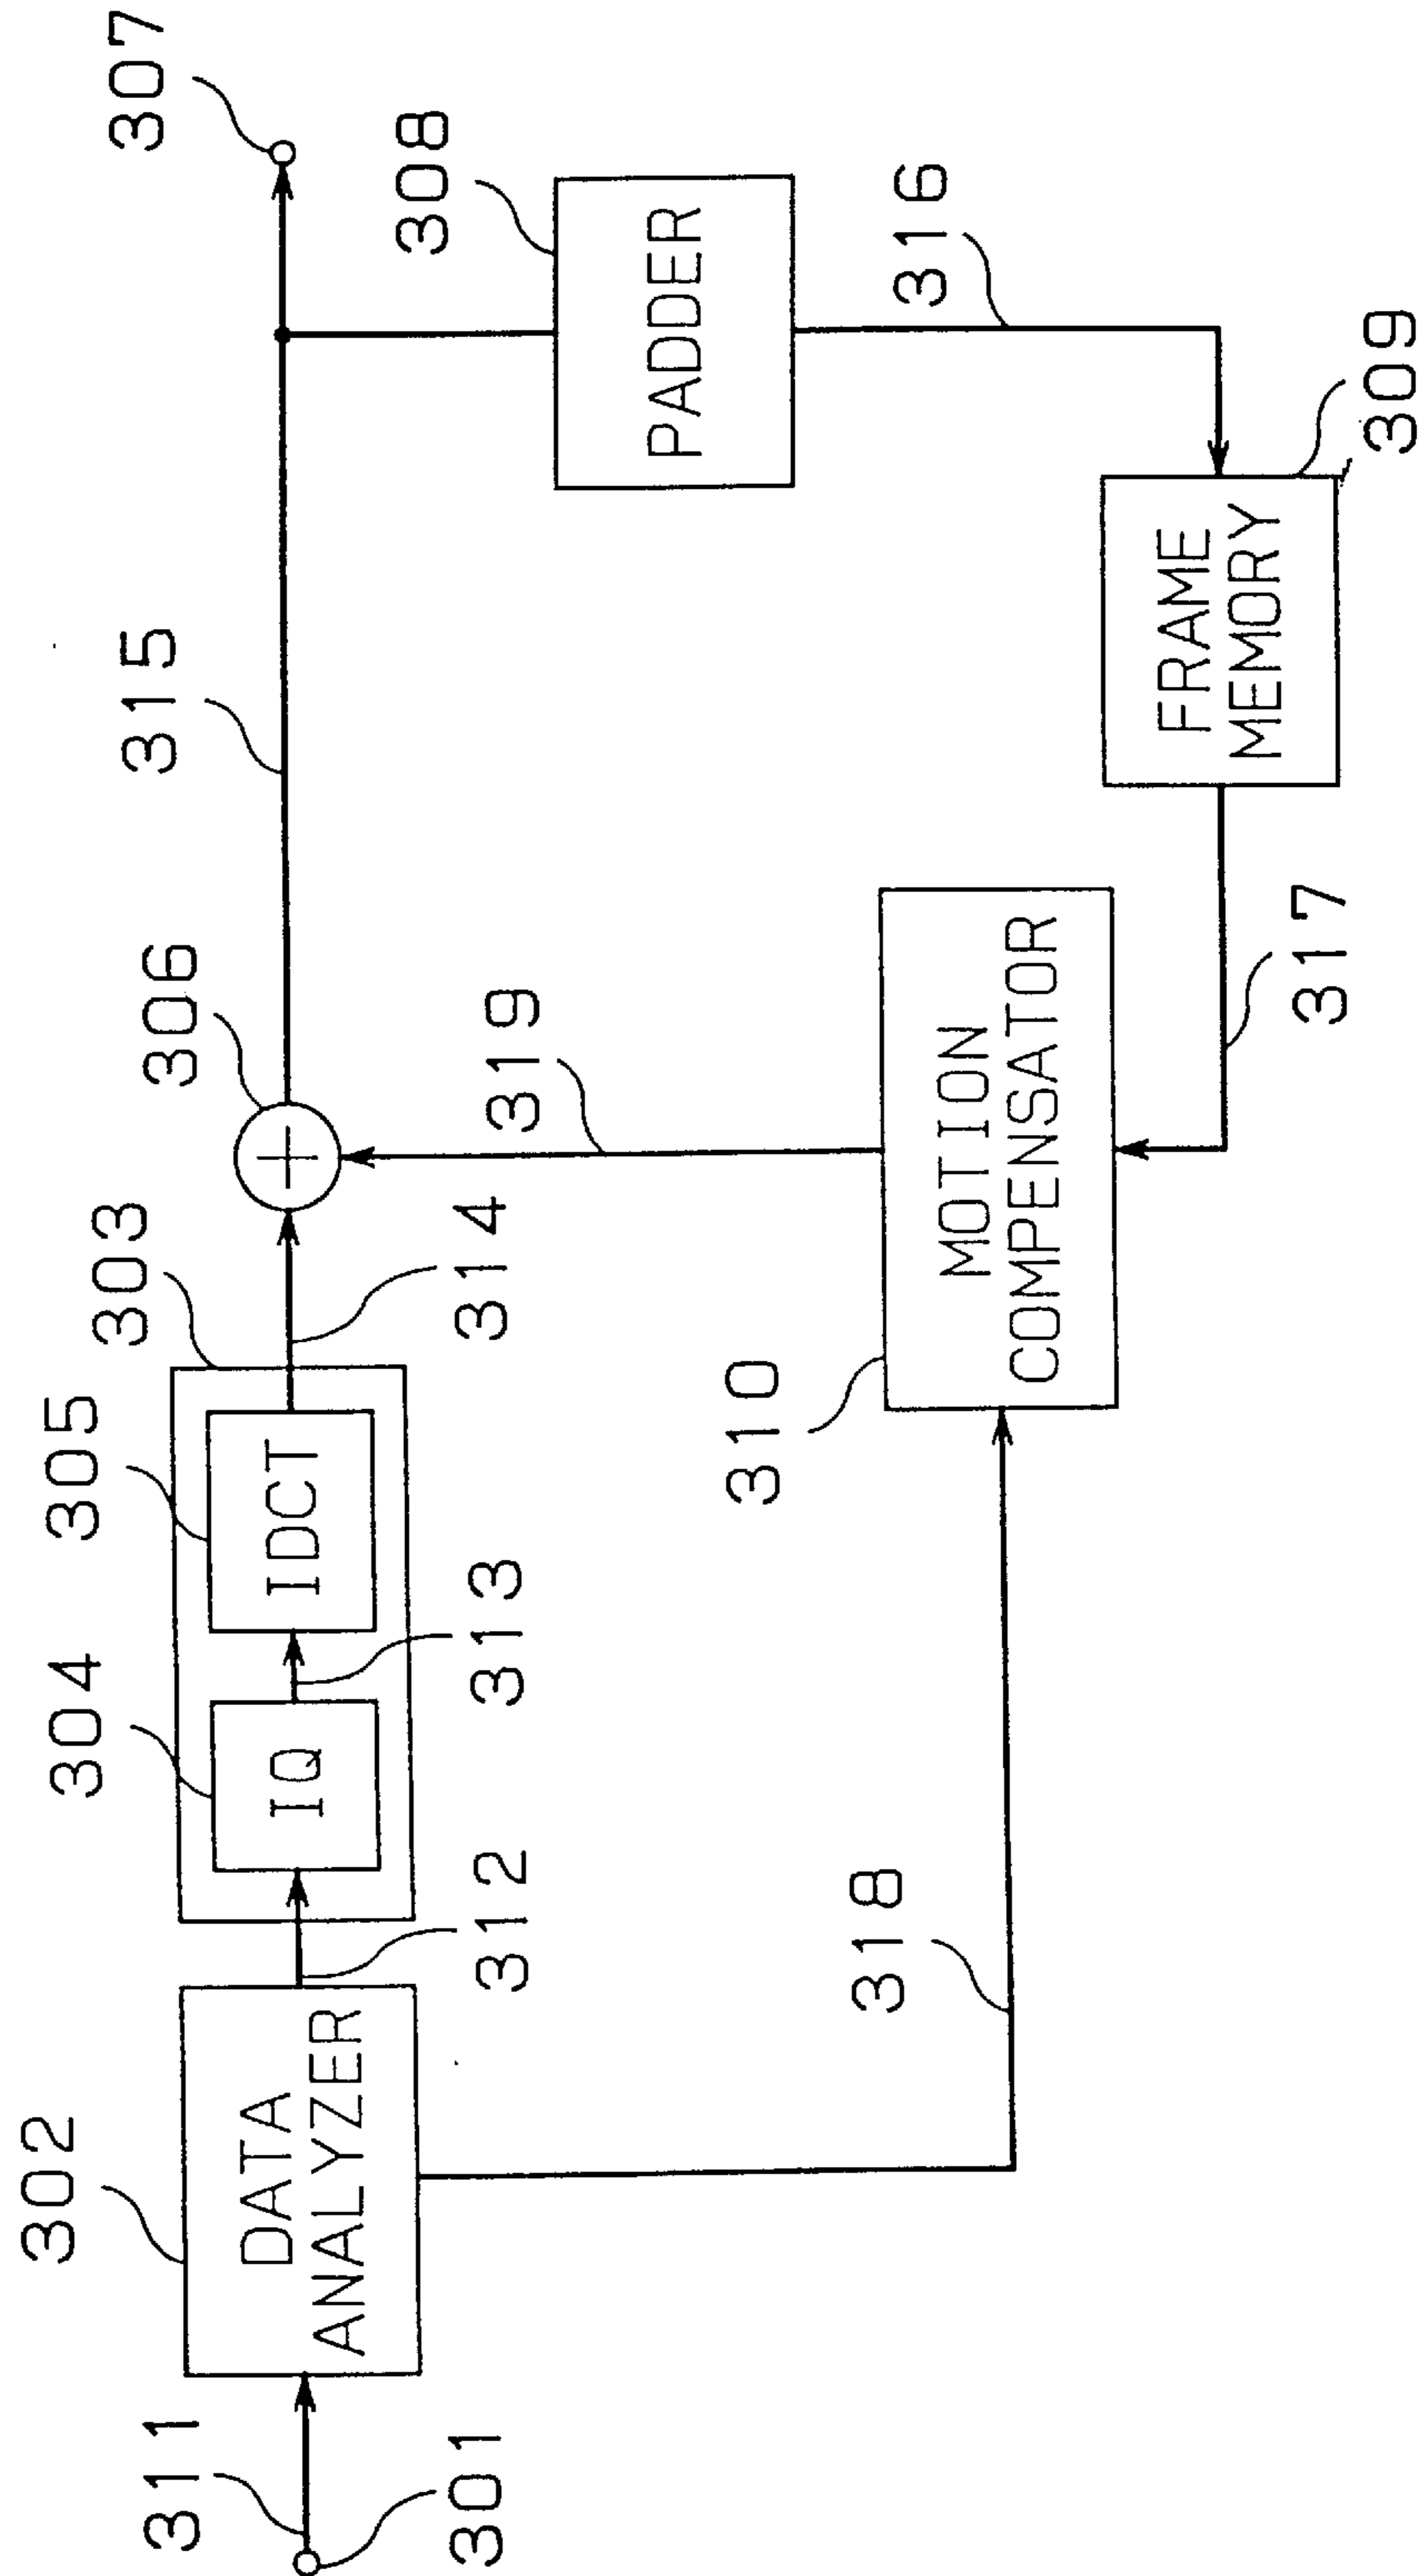 311
301
302
DATA
ANALYZER
312
318
304
IQ
313
303
305
IDCT
314
306
319
310
MOTION
COMPENSATOR
315
317
307
308
PADDER
316
309
FRAME
MEMORY